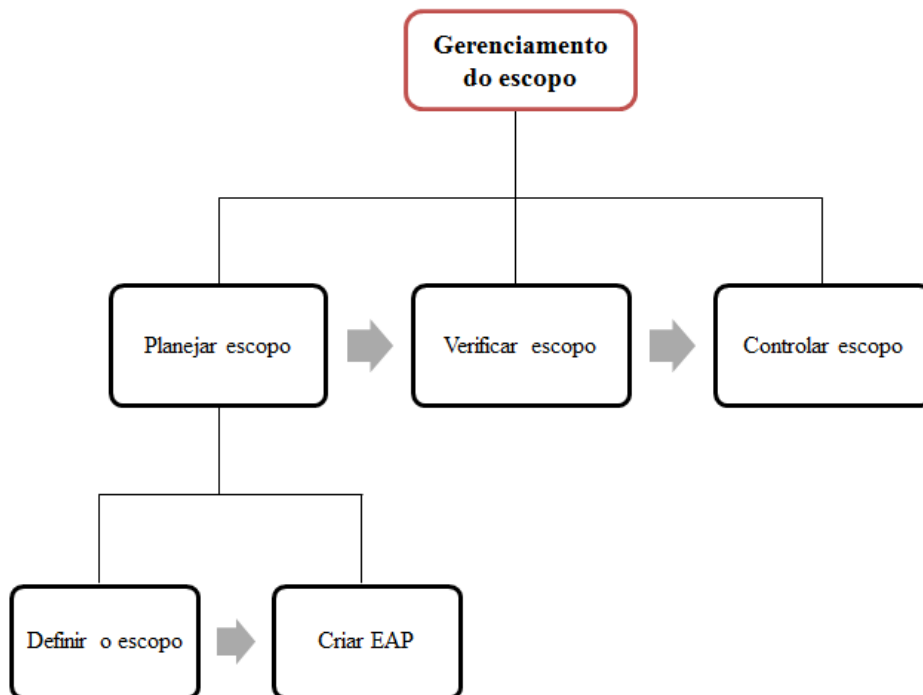 Gerenciamento
do escopo
Planejar escopo
Verificar escopo
Controlar escopo
Definir o escopo
Criar EAP